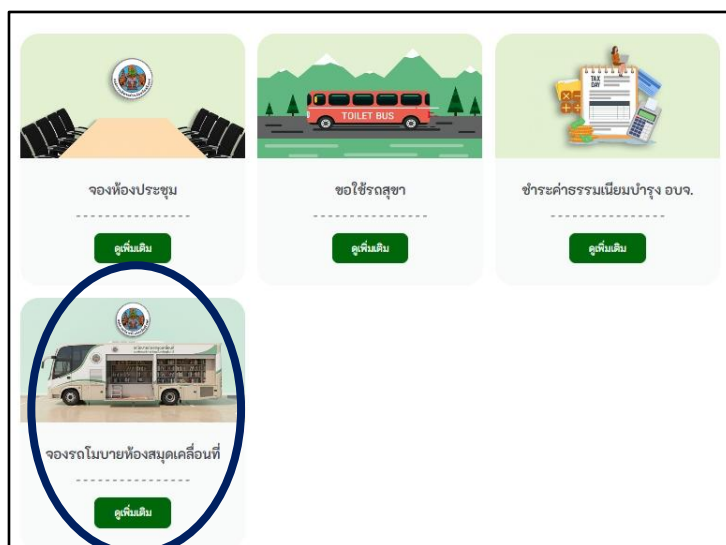 TOILET BUS
TAX
DAY
จองห้องประชุม
ขอใช้รถสุขา
ชำระค่าธรรมเนียมบำรุง อบจ.
ดูเพิ่มเติม
ดูเพิ่มเติม
ดูเพิ่มเติม
จองรถโมบายห้องสมุดเคลื่อนที่
ดูเพิ่มเติม